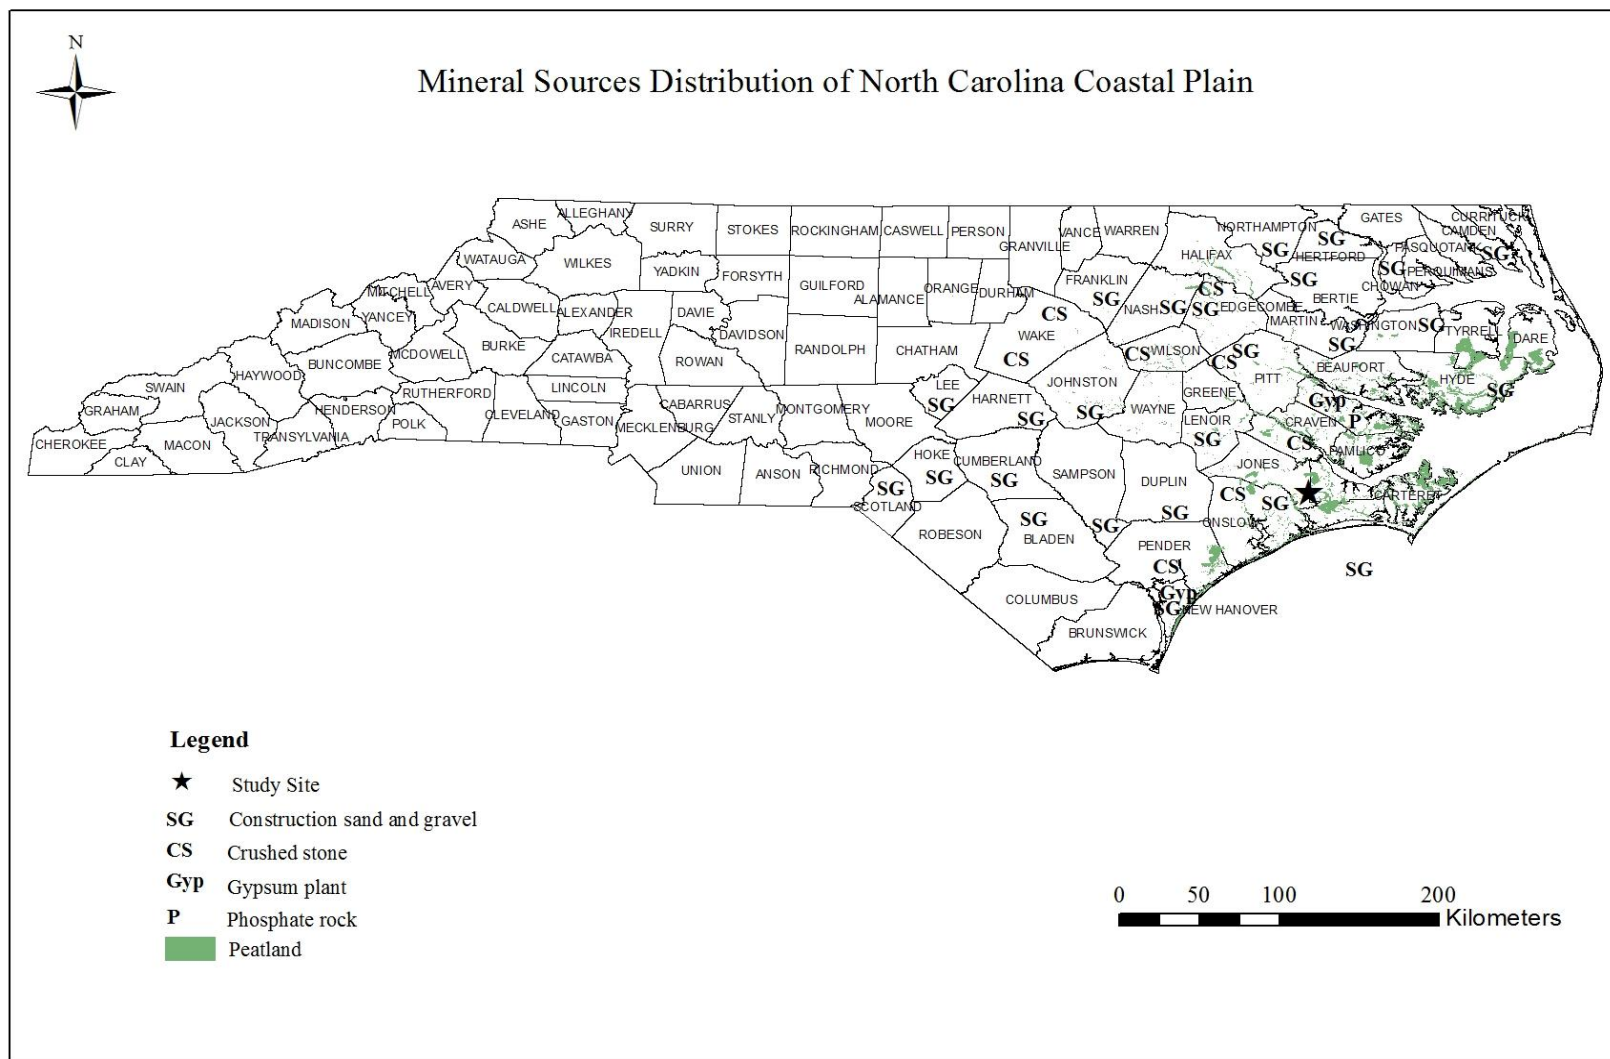 N
Mineral Sources Distribution of North Carolina Coastal Plain
ASHE
ALLEGHANY
SURRY
STOKES
ROCKINGHAM
CASWELL
PERSON
GRANVILLE
VANCE
WARREN
NORTHAMPTON
GATES
CURRITUCK
CAMDEN
PASQUOTANK
SG
HALIFAX
SG
SG
HERTFORD
WATAUGA
WILKES
YADKIN
FORSYTH
GUILFORD
ALAMANCE
ORANGE
DURHAM
FRANKLIN
SG
NASH
SG
CS
SG
EDGECOMBE
SG
BERTIE
SG
PERQUIMANS
CHOWAN
MITCHELL
AVERY
CALDWELL
ALEXANDER
IREDELL
DAVIE
DAVIDSON
RANDOLPH
CHATHAM
CS
WAKE
CS
MARTIN
WASHINGTON
SG
SG
TYRRELL
DARE
MADISON
YANCEY
BUNCOMBE
MCDOWELL
BURKE
CATAWBA
ROWAN
CS
WILSON
CS
SG
PITT
BEAUFORT
HYDE
SG
SWAIN
HAYWOOD
RUTHERFORD
LINCOLN
CLEVELAND
GASTON
CABARRUS
STANLY
MONTGOMERY
MOORE
LEE
SG
HARNETT
SG
JOHNSTON
SG
WAYNE
GREENE
LENOIR
SG
Gyp
P
CRAVEN
CS
PAMLICO
GRAHAM
JACKSON
HENDERSON
TRANSYLVANIA
POLK
MECKLENBURG
CHEROKEE
MACON
CLAY
UNION
ANSON
RICHMOND
SG
SCOTLAND
HOKE
SG
CUMBERLAND
SG
SAMPSON
SG
DUPLIN
SG
JONES
CS
SG
ONSLOW
CARTERET
ROBESON
SG
BLADEN
PENDER
CS
SG
COLUMBUS
Gyp
SG
NEW HANOVER
BRUNSWICK
Legend
Study Site
SG Construction sand and gravel
CS Crushed stone
Gyp Gypsum plant
P Phosphate rock
Peatland
0 50 100 200
Kilometers